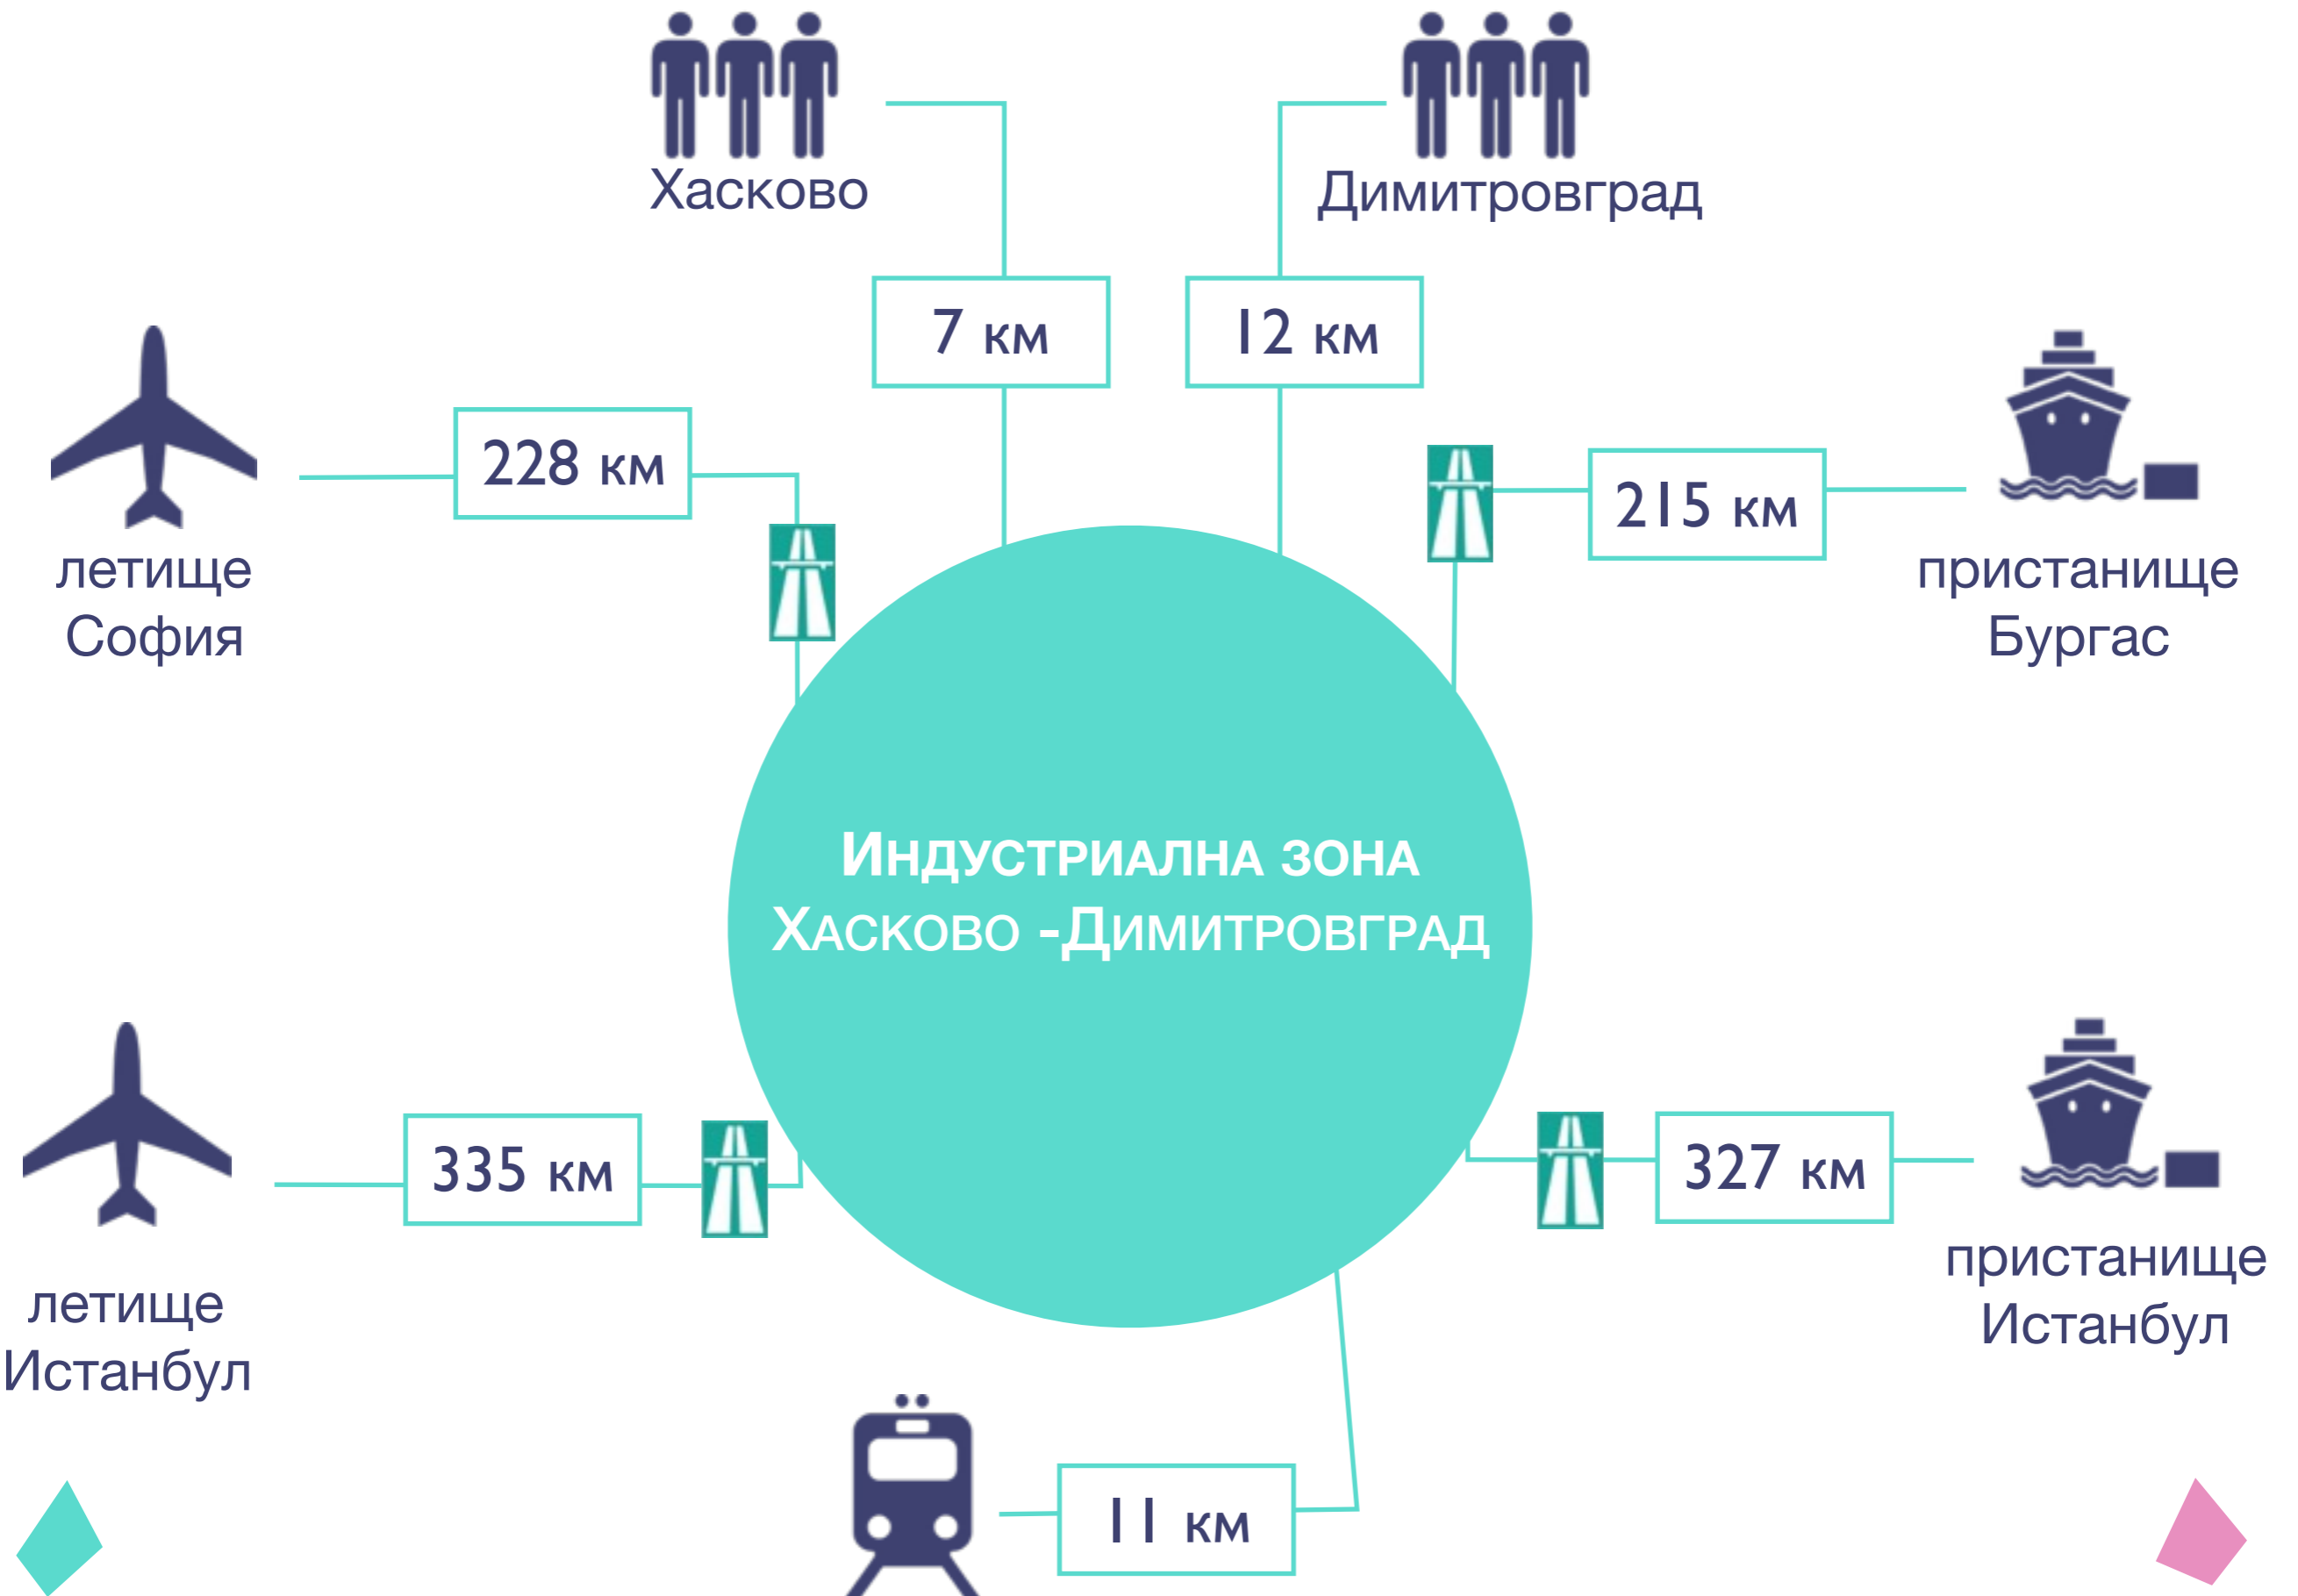 Хасково
Димитровград
7 км
12 км
228 км
215 км
летище
София
пристанище
Бургас
Индустриална зона
Хасково -Димитровград
335 км
327 км
летище
Истанбул
пристанище
Истанбул
11 км